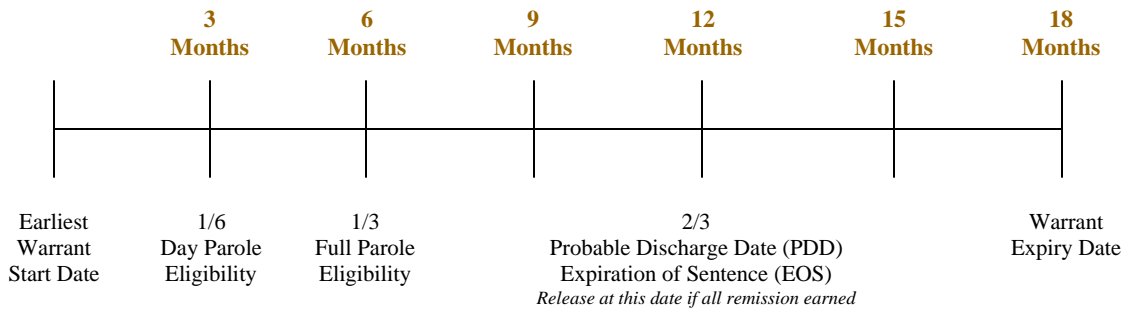 3
Months
6
Months
9
Months
12
Months
15
Months
18
Months
Earliest
Warrant
Start Date
1/6
Day Parole
Eligibility
1/3
Full Parole
Eligibility
2/3
Probable Discharge Date (PDD)
Expiration of Sentence (EOS)
Release at this date if all remission earned
Warrant
Expiry Date